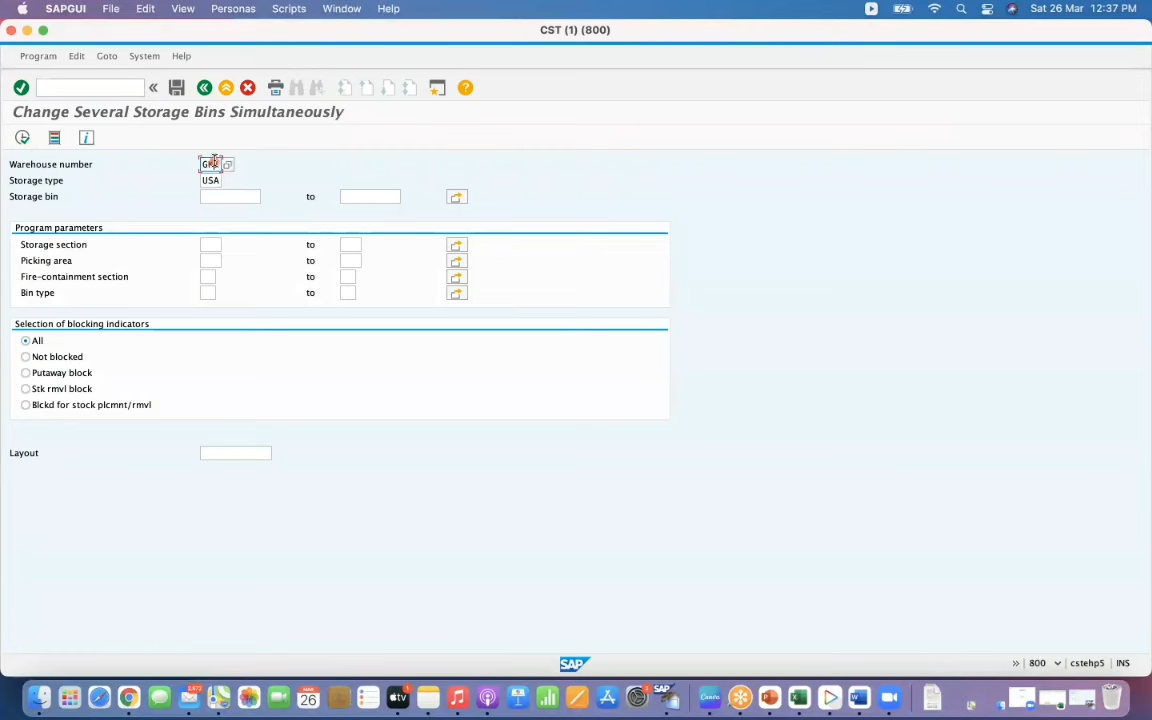 SAPGUI File Edit View Personas Scripts Window Help Sat 26 Mar 12:37 PM
CST (1) (800)
Program Edit Goto System Help
Change Several Storage Bins Simultaneously
Warehouse number
Storage type USA
Storage bin to
Program parameters
Storage section to
Picking area to
Fire-containment section to
Bin type to
Selection of blocking indicators
All
Not blocked
Putaway block
Stk rmvl block
Blckd for stock plcmnt/rmvl
Layout
SAP 800 cstehp5 INS